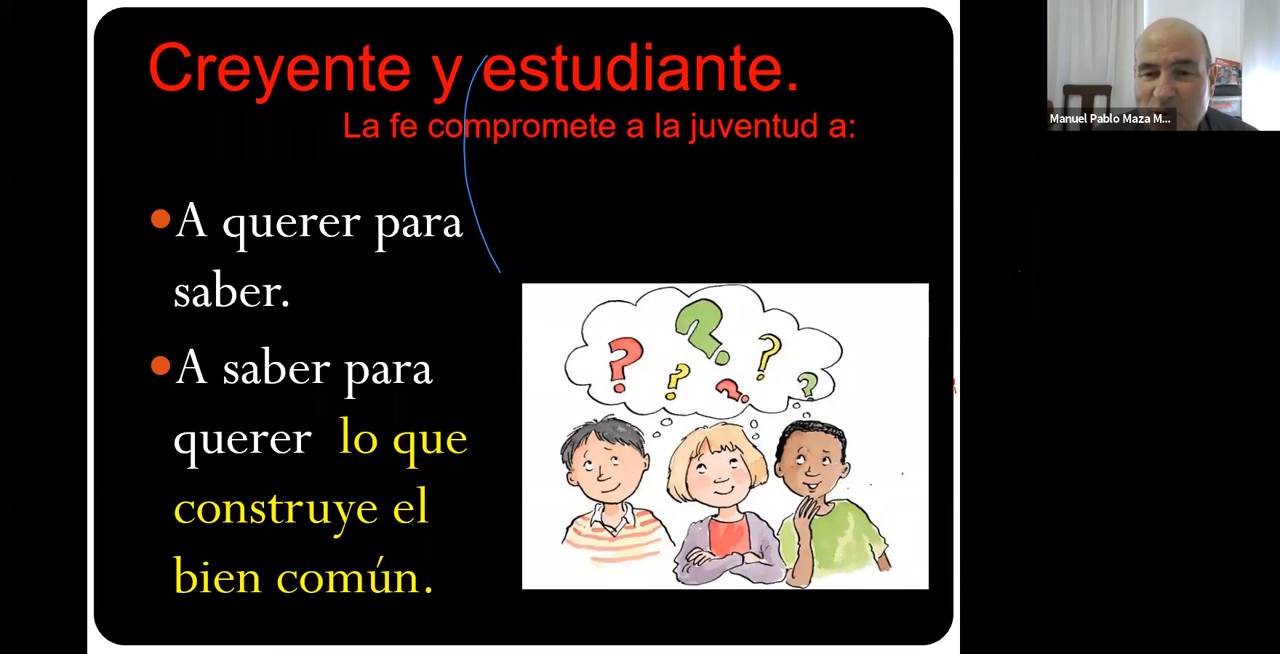 Creyente y estudiante.
La fe compromete a la juventud a:
A querer para
saber.
A saber para
querer lo que
construye el
bien común.
? ? ? ? ? ?
Manuel Pablo Maza M...